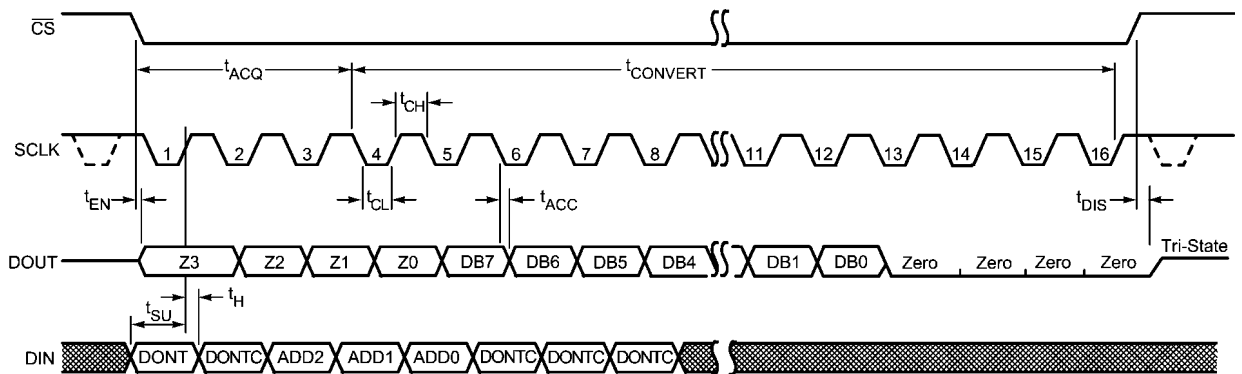 CS
tACQ
tCONVERT
tCH
SCLK
1 2 3 4 5 6 7 8 11 12 13 14 15 16
tEN
tCL
tACC
tDIS
Tri-State
DOUT
Z3 Z2 Z1 Z0 DB7 DB6 DB5 DB4 DB1 DB0 Zero Zero Zero Zero
tSU
tH
DIN
DONT DONTC ADD2 ADD1 ADD0 DONTC DONTC DONTC